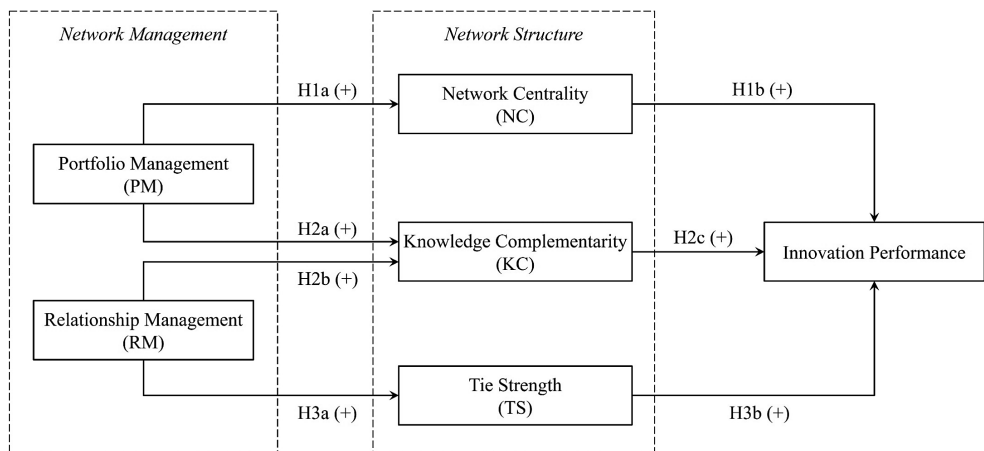 Network Management
Network Structure
H1a (+)
Network Centrality
(NC)
H1b (+)
Portfolio Management
(PM)
H2a (+)
Knowledge Complementarity
(KC)
H2c (+)
Innovation Performance
H2b (+)
Relationship Management
(RM)
Tie Strength
(TS)
H3a (+)
H3b (+)